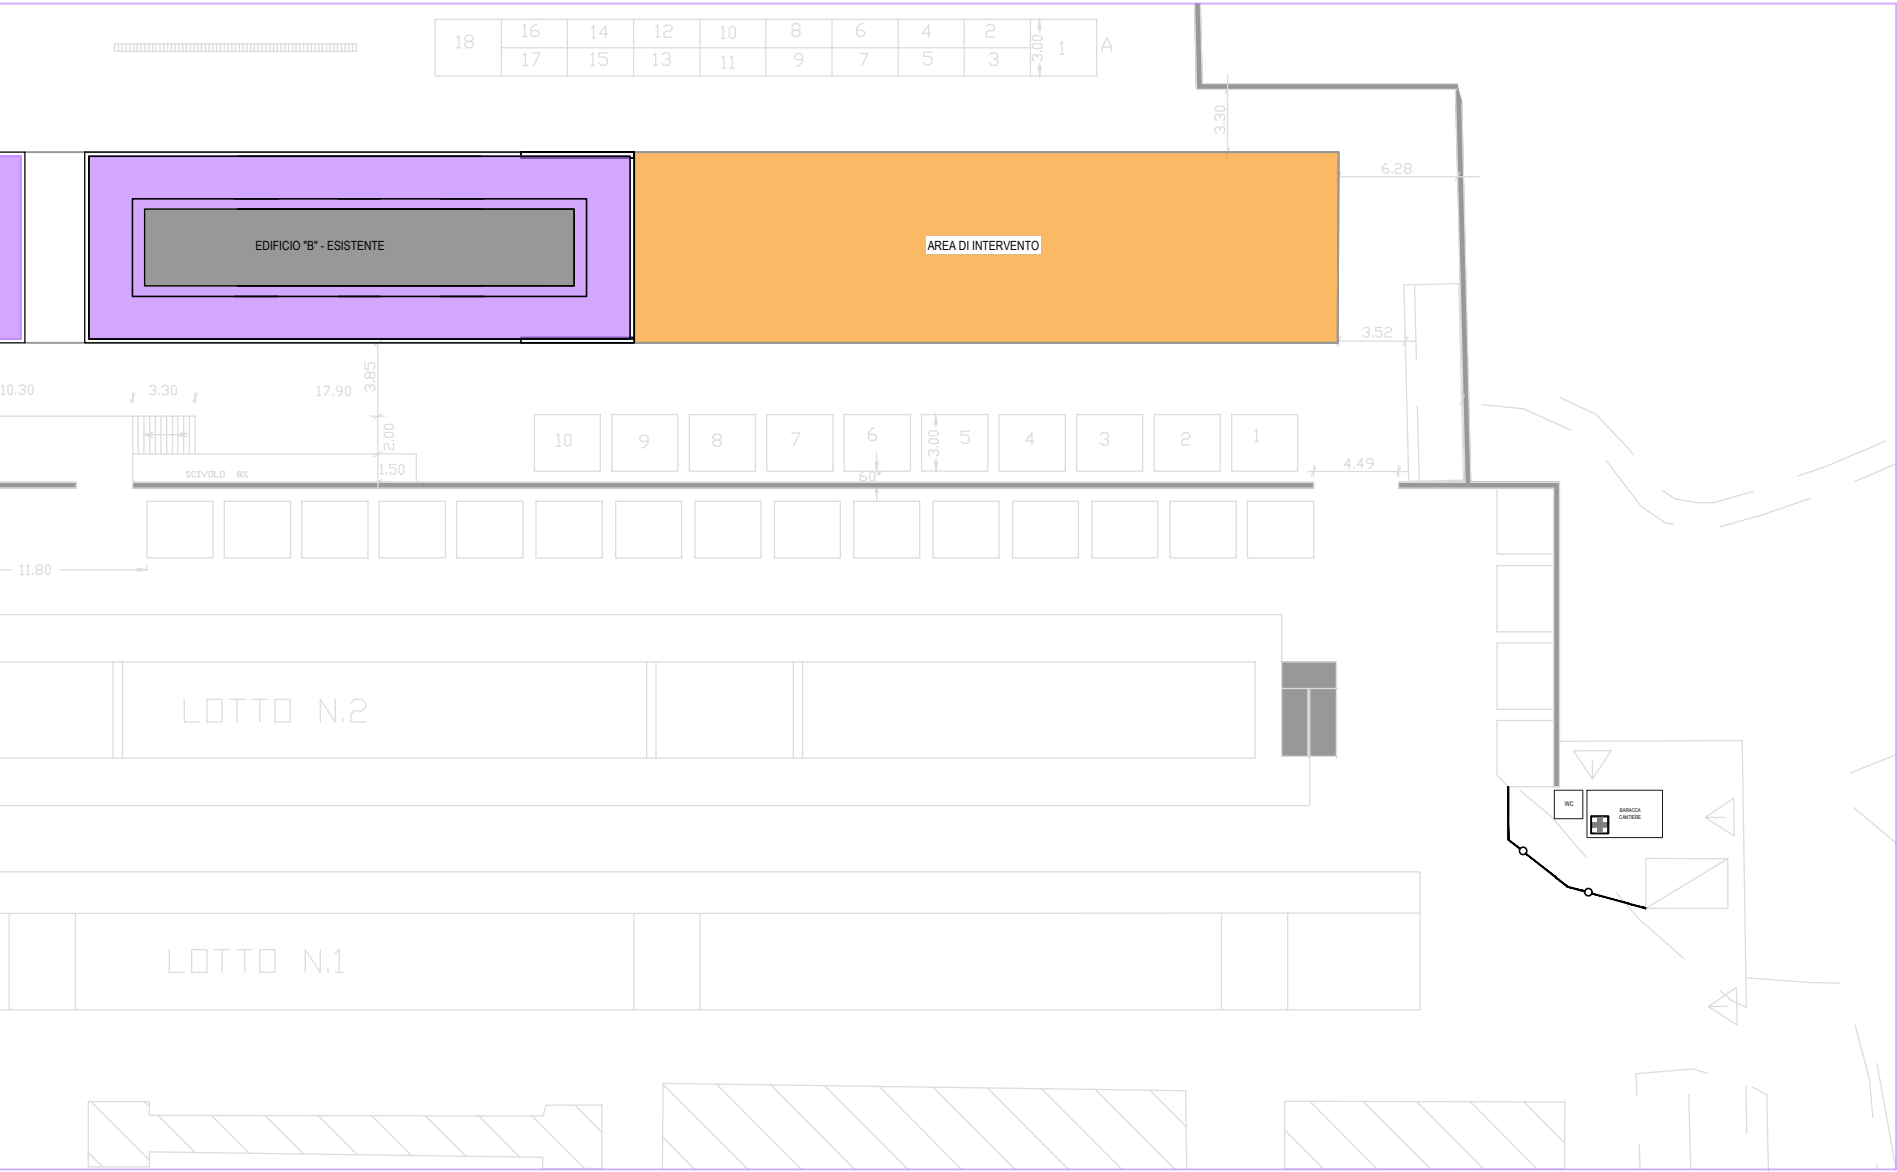 18 16 14 12 10 8 6 4 2
17 15 13 11 9 7 5 3
3.00
1 A
3.30
6.28
EDIFICIO "B" - ESISTENTE
AREA DI INTERVENTO
3.52
3.85
10.30
3.30
17.90
2.00
10 9 8 7 6 3.00 5 4 3 2 1
SCIVOLO 8%
1.50
60
4.49
11.80
LOTTO N.2
WC
BARACCA
CANTIERE
LOTTO N.1